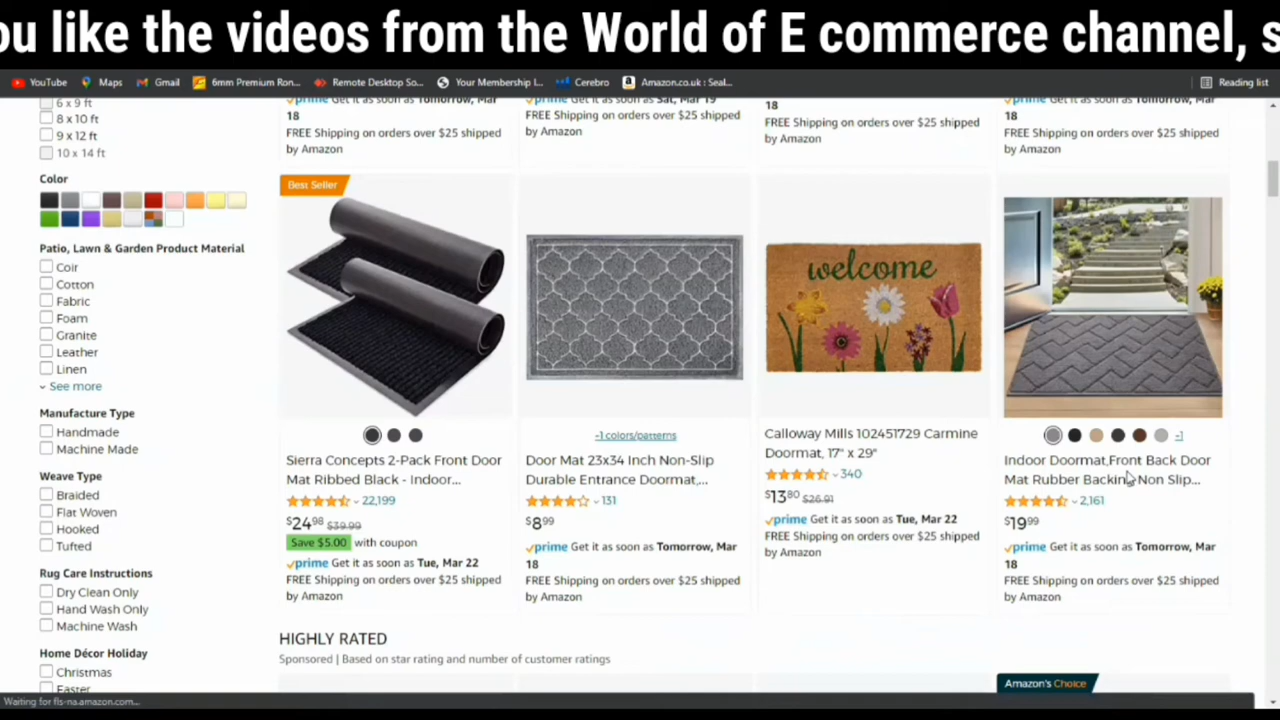 ou like the videos from the World of E commerce channel, s
YouTube Maps Gmail 6mm Premium Ron... Remote Desktop So... Your Membership I... Cerebro Amazon.co.uk : Seal... Reading list
6 x 9 ft
8 x 10 ft
9 x 12 ft
10 x 14 ft
Color
Patio, Lawn & Garden Product Material
Coir
Cotton
Fabric
Foam
Granite
Leather
Linen
See more
Manufacture Type
Handmade
Machine Made
Weave Type
Braided
Flat Woven
Hooked
Tufted
Rug Care Instructions
Dry Clean Only
Hand Wash Only
Machine Wash
Home Décor Holiday
Christmas
Easter
prime Get it as soon as Tomorrow, Mar
18
FREE Shipping on orders over $25 shipped
by Amazon
prime Get it as soon as Sat, Mar 19
FREE Shipping on orders over $25 shipped
by Amazon
18
FREE Shipping on orders over $25 shipped
by Amazon
prime Get it as soon as Tomorrow, Mar
18
FREE Shipping on orders over $25 shipped
by Amazon
Best Seller
Sierra Concepts 2-Pack Front Door
Mat Ribbed Black - Indoor...
22,199
$24.98 $39.99
Save $5.00 with coupon
prime Get it as soon as Tue, Mar 22
FREE Shipping on orders over $25 shipped
by Amazon
+1 colors/patterns
Door Mat 23x34 Inch Non-Slip
Durable Entrance Doormat,...
131
$8.99
prime Get it as soon as Tomorrow, Mar
18
FREE Shipping on orders over $25 shipped
by Amazon
welcome
Calloway Mills 102451729 Carmine
Doormat, 17" x 29"
340
$13.80 $26.91
prime Get it as soon as Tue, Mar 22
FREE Shipping on orders over $25 shipped
by Amazon
+1
Indoor Doormat,Front Back Door
Mat Rubber Backing Non Slip...
2,161
$19.99
prime Get it as soon as Tomorrow, Mar
18
FREE Shipping on orders over $25 shipped
by Amazon
HIGHLY RATED
Sponsored | Based on star rating and number of customer ratings
Amazon's Choice
Waiting for fls-na.amazon.com...